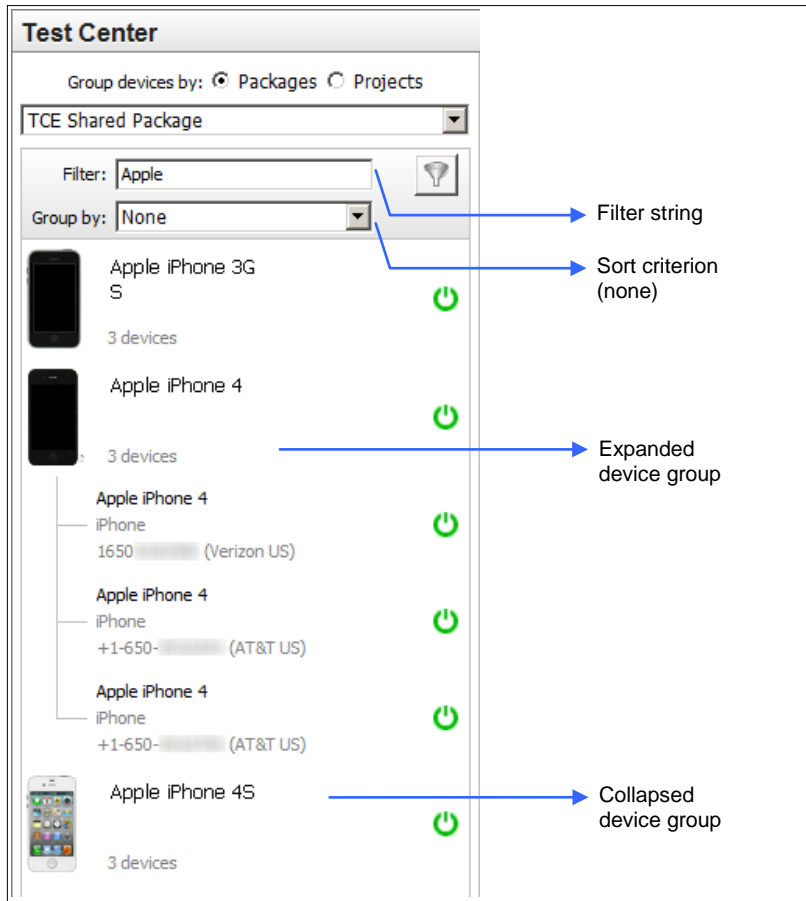 Test Center
Group devices by: Packages Projects
TCE Shared Package
Filter: Apple
Group by: None
Filter string
Sort criterion
(none)
Apple iPhone 3G
S
3 devices
Apple iPhone 4
3 devices
Expanded
device group
Apple iPhone 4
iPhone
1650 (Verizon US)
Apple iPhone 4
iPhone
+1-650- (AT&T US)
Apple iPhone 4
iPhone
+1-650- (AT&T US)
Apple iPhone 4S
3 devices
Collapsed
device group